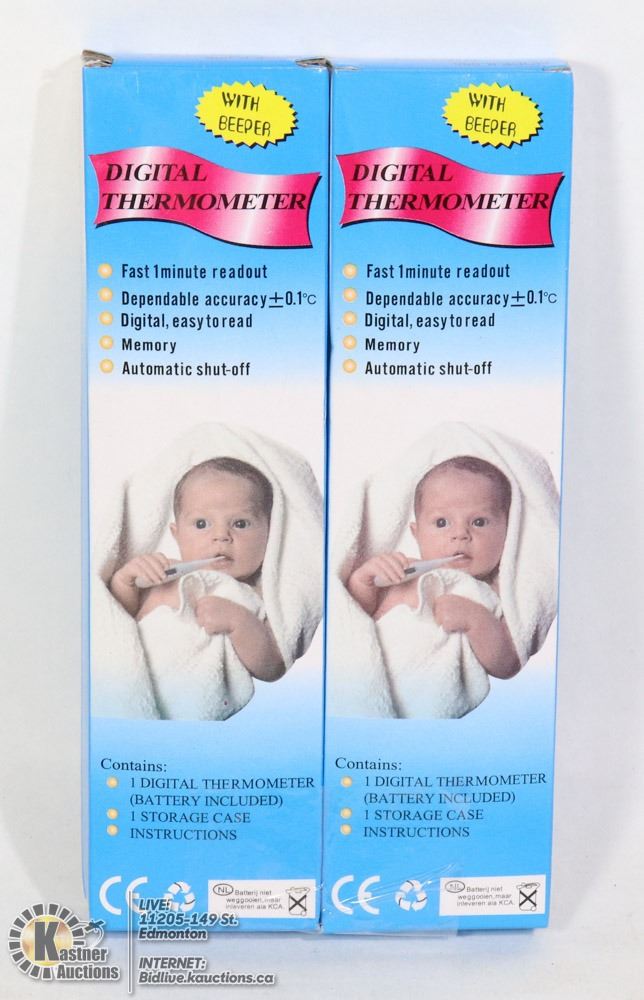 WITH
BEEPER
DIGITAL
THERMOMETER
Fast 1minute readout
Dependable accuracy±0.1°C
Digital, easy to read
Memory
Automatic shut-off
Contains:
1 DIGITAL THERMOMETER
(BATTERY INCLUDED)
1 STORAGE CASE
INSTRUCTIONS
CE
WITH
BEEPER
DIGITAL
THERMOMETER
Fast 1minute readout
Dependable accuracy±0.1°C
Digital, easy to read
Memory
Automatic shut-off
Contains:
1 DIGITAL THERMOMETER
(BATTERY INCLUDED)
1 STORAGE CASE
INSTRUCTIONS
CE
NL Batterij niet
weggooien, maar
inleveren als KCA.
NL Batterij niet
weggooien, maar
inleveren als KCA.
Kastner
Auctions
LIVE:
11205-149 St.
Edmonton
INTERNET:
Bidlive.kauctions.ca